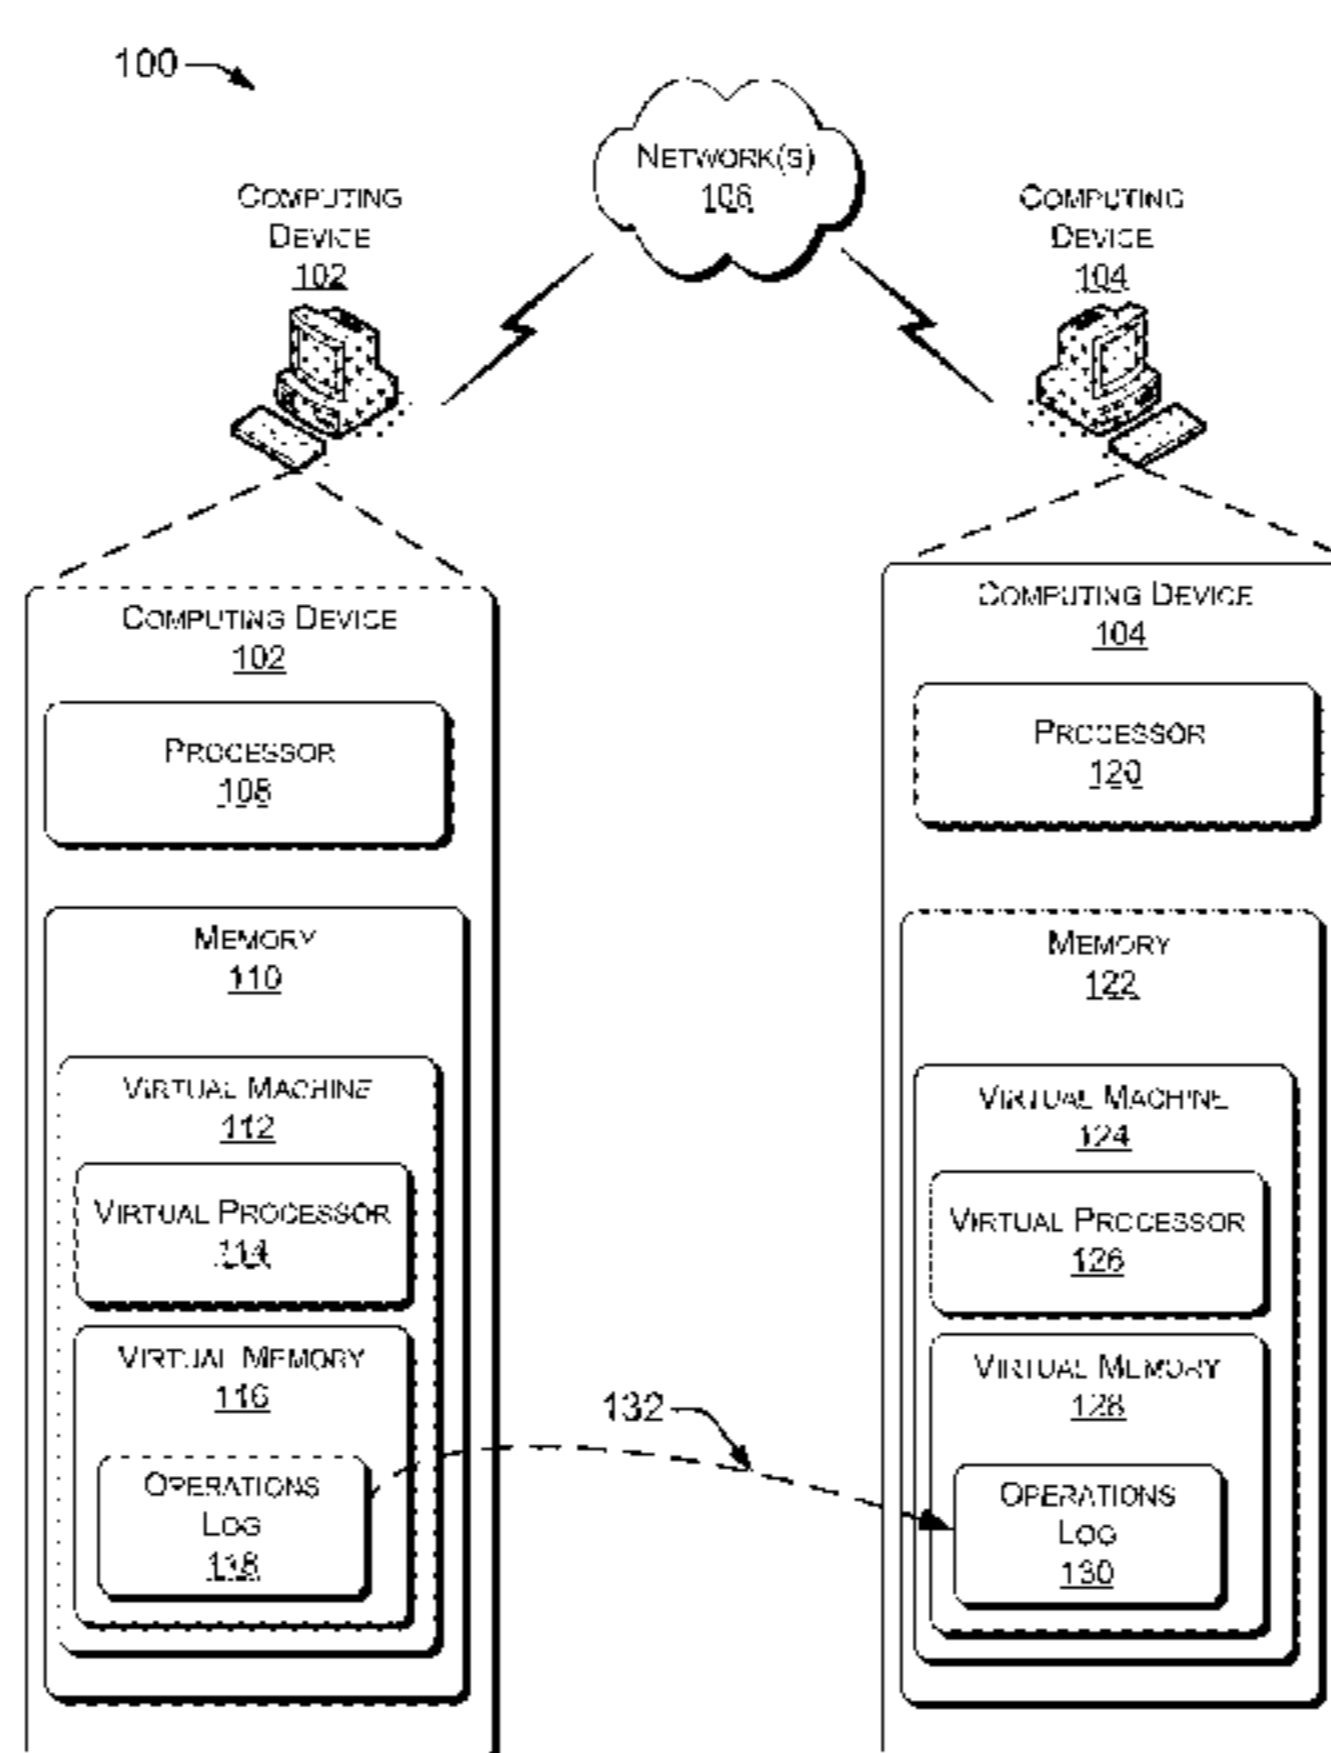 100
NETWORK(S)
106
COMPUTING
DEVICE
102
COMPUTING
DEVICE
104
COMPUTING DEVICE
102
PROCESSOR
108
MEMORY
110
VIRTUAL MACHINE
112
VIRTUAL PROCESSOR
114
VIRTUAL MEMORY
116
OPERATIONS
LOG
118
132
COMPUTING DEVICE
104
PROCESSOR
120
MEMORY
122
VIRTUAL MACHINE
124
VIRTUAL PROCESSOR
126
VIRTUAL MEMORY
128
OPERATIONS
LOG
130